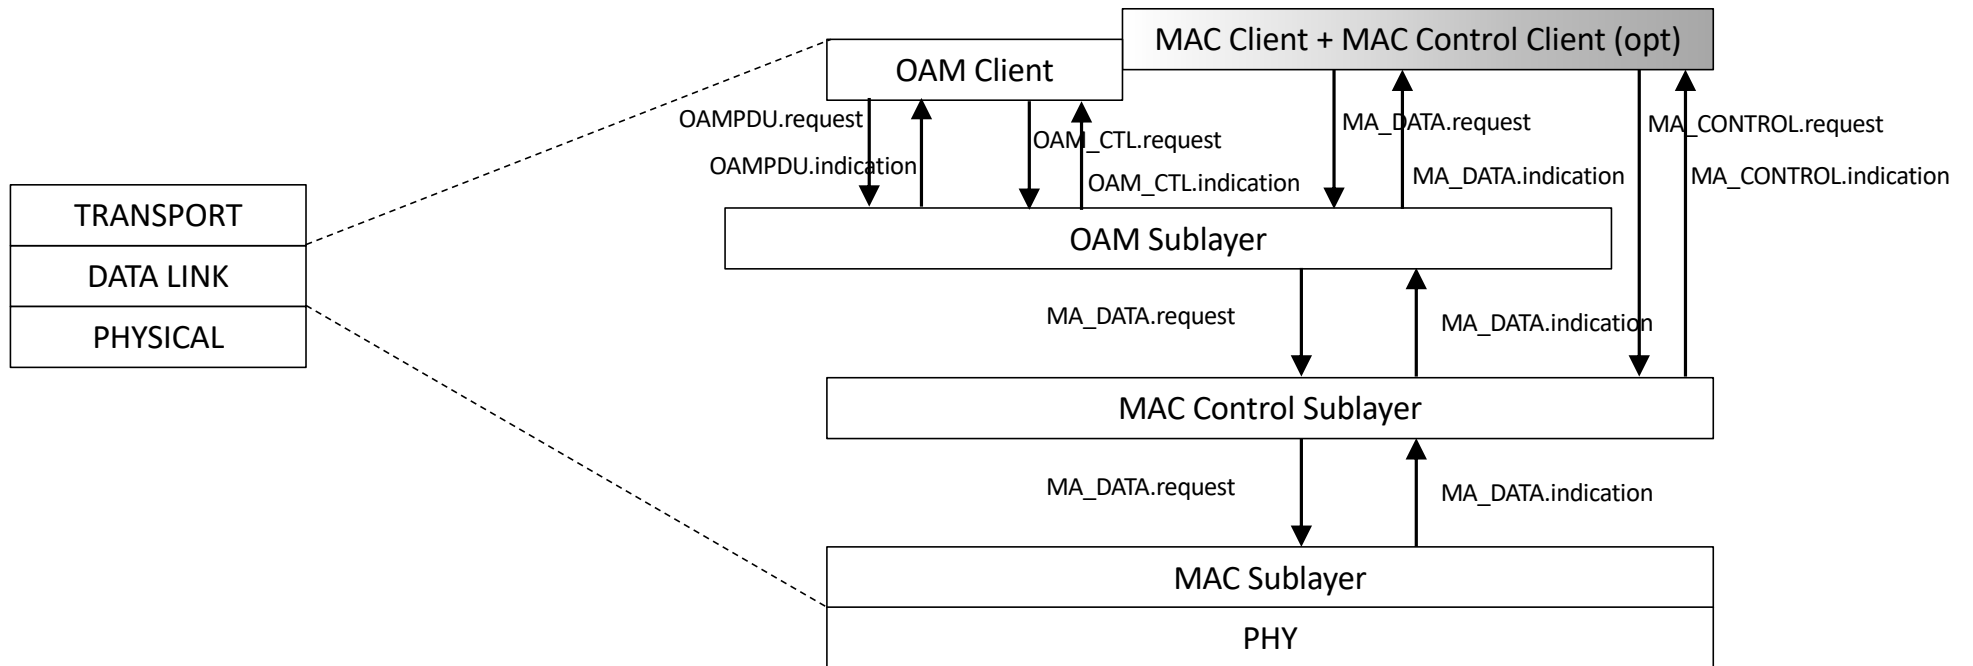 MAC Client + MAC Control Client (opt)
OAM Client
OAMPDU.request
OAMPDU.indication
OAM_CTL.request
OAM_CTL.indication
MA_DATA.request
MA_DATA.indication
MA_CONTROL.request
MA_CONTROL.indication
TRANSPORT
DATA LINK
PHYSICAL
OAM Sublayer
MA_DATA.request
MA_DATA.indication
MAC Control Sublayer
MA_DATA.request
MA_DATA.indication
MAC Sublayer
PHY